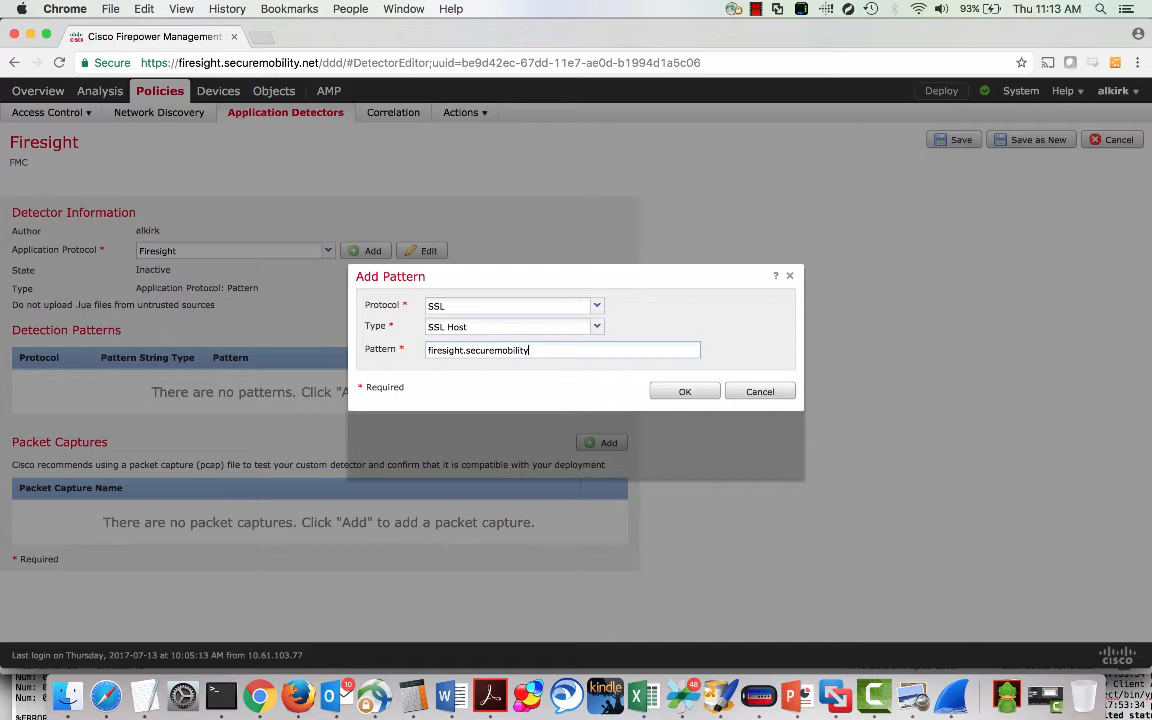 Chrome File Edit View History Bookmarks People Window Help 93% Thu 11:13 AM
Cisco Firepower Management
Secure https://firesight.securemobility.net/ddd/#DetectorEditor;uuid=be9d42ec-67dd-11e7-ae0d-b1994d1a5c06
Overview Analysis Policies Devices Objects AMP Deploy System Help alkirk
Access Control Network Discovery Application Detectors Correlation Actions
Firesight
Save Save as New Cancel
FMC
Detector Information
Author alkirk
Application Protocol * Firesight Add Edit
State Inactive
Type Application Protocol: Pattern
Do not upload .lua files from untrusted sources
Detection Patterns
Protocol Pattern String Type Pattern
There are no patterns. Click "A
Add Pattern ?
Protocol * SSL
Type * SSL Host
Pattern * firesight.securemobility
* Required
OK Cancel
Packet Captures Add
Cisco recommends using a packet capture (pcap) file to test your custom detector and confirm that it is compatible with your deployment
Packet Capture Name
There are no packet captures. Click "Add" to add a packet capture.
* Required
Last login on Thursday, 2017-07-13 at 10:05:13 AM from 10.61.103.77
CISCO
Num: 0
%ERROR
10
kindle
48